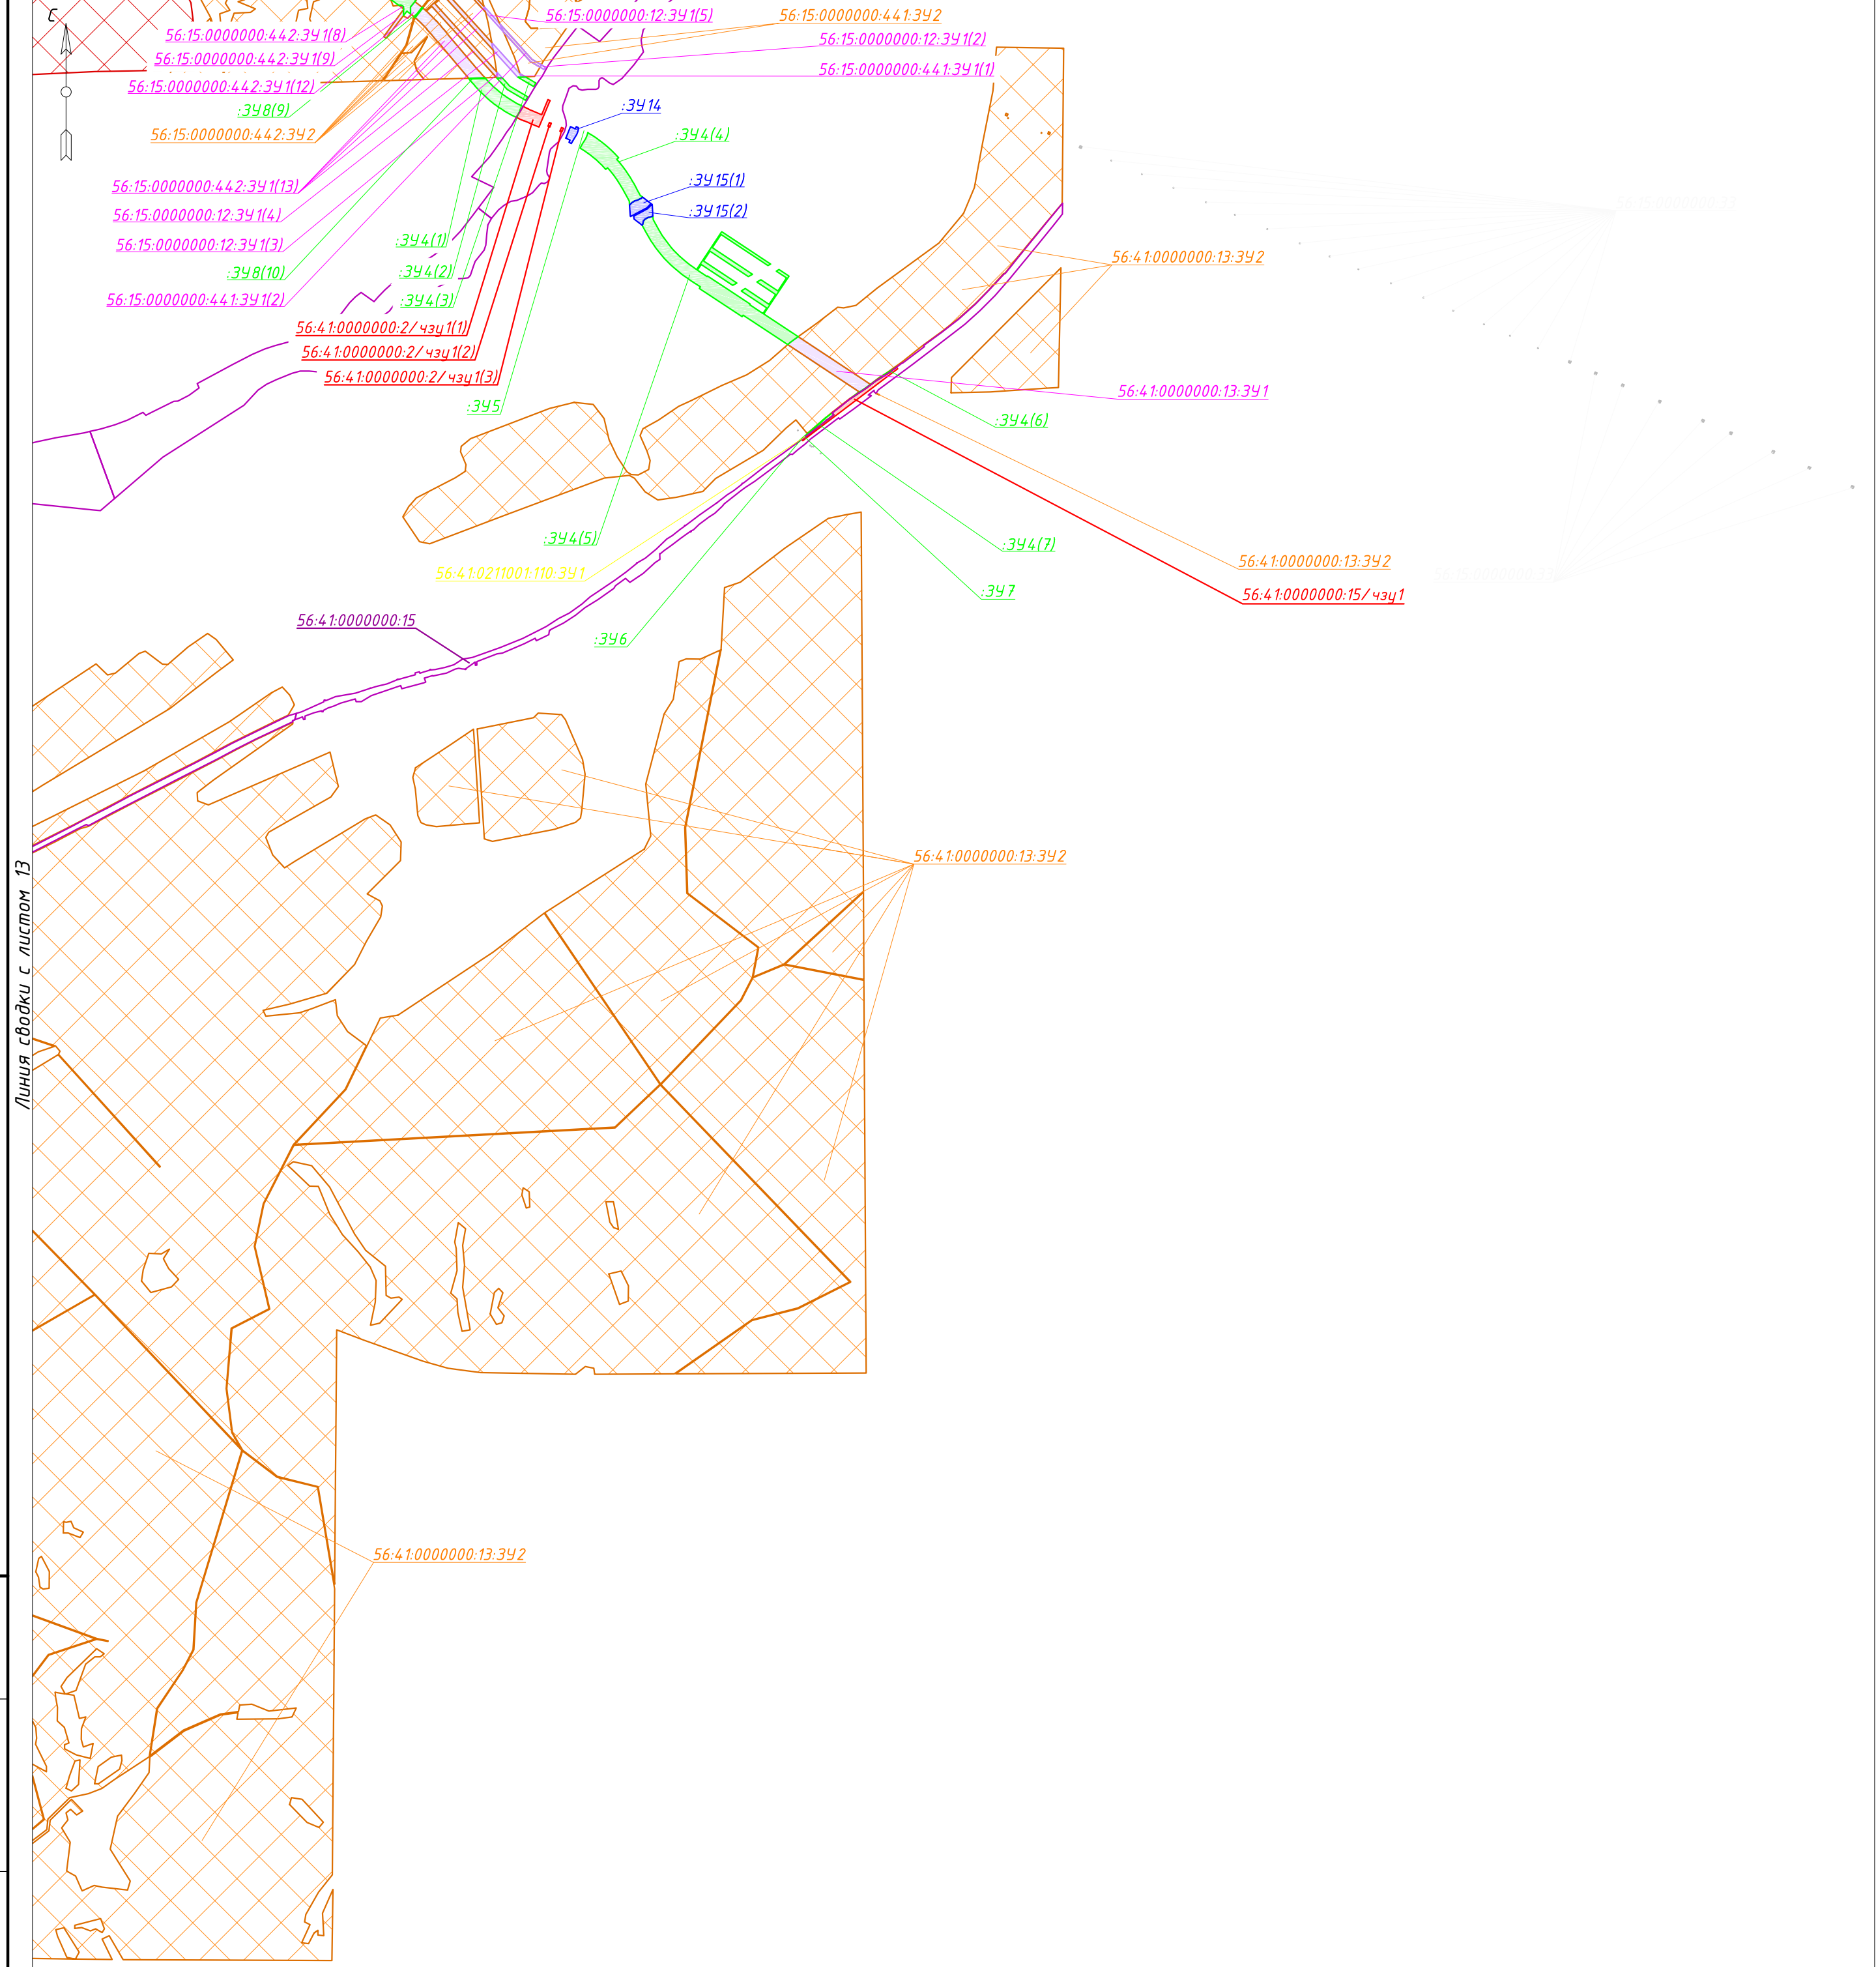 С
56:15:0000000:12:ЗУ1(5)
56:15:0000000:441:ЗУ2
56:15:0000000:442:ЗУ1(8)
56:15:0000000:12:ЗУ1(2)
56:15:0000000:442:ЗУ1(9)
56:15:0000000:441:ЗУ1(1)
56:15:0000000:442:ЗУ1(12)
:ЗУ8(9)
:ЗУ14
56:15:0000000:442:ЗУ2
:ЗУ4(4)
56:15:0000000:442:ЗУ1(13)
:ЗУ15(1)
56:15:0000000:12:ЗУ1(4)
:ЗУ15(2)
56:15:0000000:12:ЗУ1(3)
:ЗУ4(1)
56:41:0000000:13:ЗУ2
:ЗУ8(10)
:ЗУ4(2)
56:15:0000000:441:ЗУ1(2)
:ЗУ4(3)
56:41:0000000:2/чзу1(1)
56:41:0000000:2/чзу1(2)
56:41:0000000:2/чзу1(3)
56:41:0000000:13:ЗУ1
:ЗУ5
:ЗУ4(6)
:ЗУ4(5)
:ЗУ4(7)
56:41:0000000:13:ЗУ2
56:41:0211001:110:ЗУ1
:ЗУ7
56:41:0000000:15/чзу1
56:41:0000000:15
:ЗУ6
56:41:0000000:13:ЗУ2
Линия сводки с листом 13
56:41:0000000:13:ЗУ2